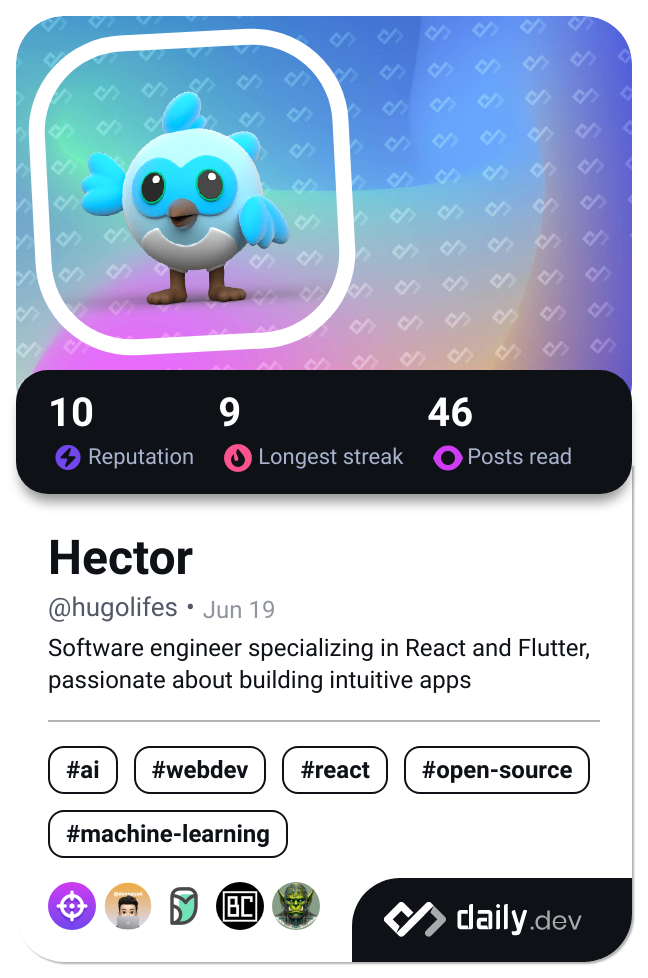 10 9 46
Reputation Longest streak Posts read
Hector
@hugolifes • Jun 19
Software engineer specializing in React and Flutter,
passionate about building intuitive apps
#ai #webdev #react #open-source
#machine-learning
BC
daily.dev